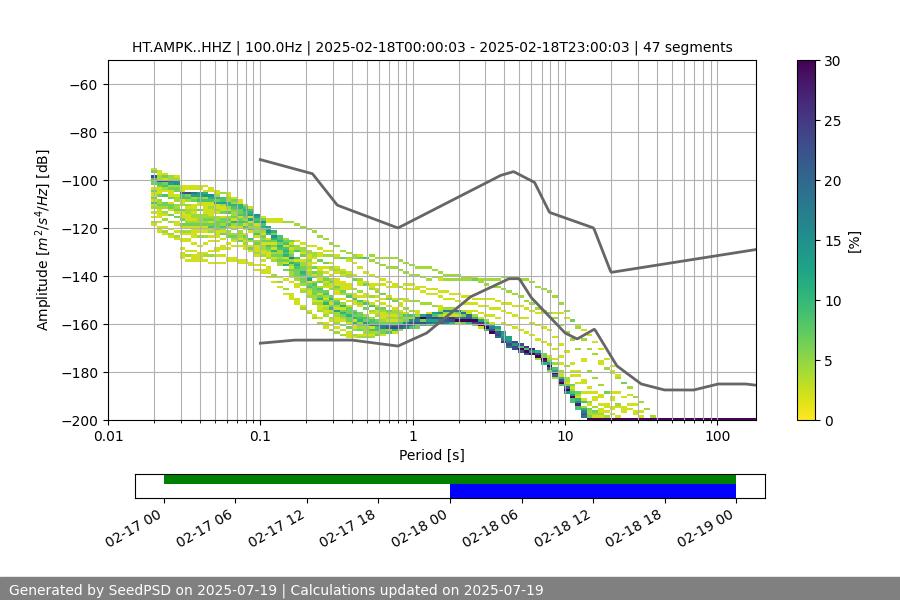 HT.AMPK..HHZ | 100.0Hz | 2025-02-18T00:00:03 - 2025-02-18T23:00:03 | 47 segments
Amplitude [m²/s⁴/Hz] [dB]
−60
−80
−100
−120
−140
−160
−180
−200
0.01 0.1 1 10 100
Period [s]
30
25
20
15
10
5
0
[%]
02-17 00 02-17 06 02-17 12 02-17 18 02-18 00 02-18 06 02-18 12 02-18 18 02-19 00
Generated by SeedPSD on 2025-07-19 | Calculations updated on 2025-07-19